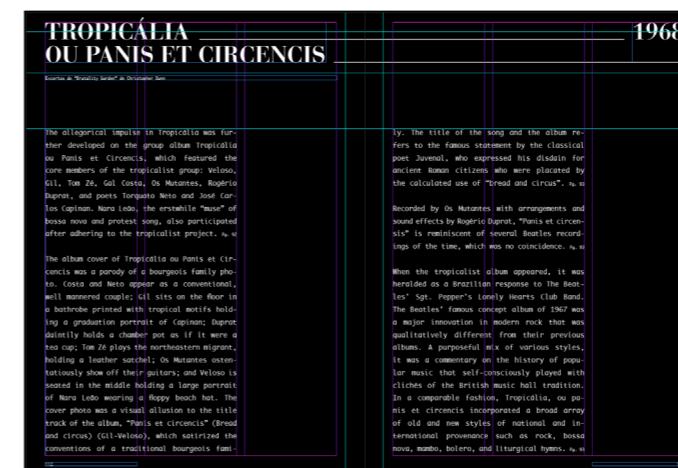 TROPICÁLIA
1968
OU PANIS ET CIRCENCIS
Excertos de "Brutality Garden" de Christopher Dunn
The allegorical impulse in Tropicália was fur-
ther developed on the group album Tropicália
ou Panis et Circencis, which featured the
core members of the tropicalist group: Veloso,
Gil, Tom Zé, Gal Costa, Os Mutantes, Rogério
Duprat, and poets Torquato Neto and José Car-
los Capinan. Nara Leão, the erstwhile "muse" of
bossa nova and protest song, also participated
after adhering to the tropicalist project. Pg. 92
The album cover of Tropicália ou Panis et Cir-
cencis was a parody of a bourgeois family pho-
to. Costa and Neto appear as a conventional,
well mannered couple; Gil sits on the floor in
a bathrobe printed with tropical motifs hold-
ing a graduation portrait of Capinan; Duprat
daintily holds a chamber pot as if it were a
tea cup; Tom Zé plays the northeastern migrant,
holding a leather satchel; Os Mutantes osten-
tatiously show off their guitars; and Veloso is
seated in the middle holding a large portrait
of Nara Leão wearing a floppy beach hat. The
cover photo was a visual allusion to the title
track of the album, "Panis et circencis" (Bread
and circus) (Gil-Veloso), which satirized the
conventions of a traditional bourgeois fami-
ly. The title of the song and the album re-
fers to the famous statement by the classical
poet Juvenal, who expressed his disdain for
ancient Roman citizens who were placated by
the calculated use of "bread and circus". Pg. 93
Recorded by Os Mutantes with arrangements and
sound effects by Rogério Duprat, "Panis et circen-
sis" is reminiscent of several Beatles record-
ings of the time, which was no coincidence. Pg. 93
When the tropicalist album appeared, it was
heralded as a Brazilian response to The Beat-
les' Sgt. Pepper's Lonely Hearts Club Band.
The Beatles' famous concept album of 1967 was
a major innovation in modern rock that was
qualitatively different from their previous
albums. A purposeful mix of various styles,
it was a commentary on the history of popu-
lar music that self-consciously played with
clichés of the British music hall tradition.
In a comparable fashion, Tropicália, ou pa-
nis et circencis incorporated a broad array
of old and new styles of national and in-
ternational provenance such as rock, bossa
nova, mambo, bolero, and liturgical hymns. Pg. 93